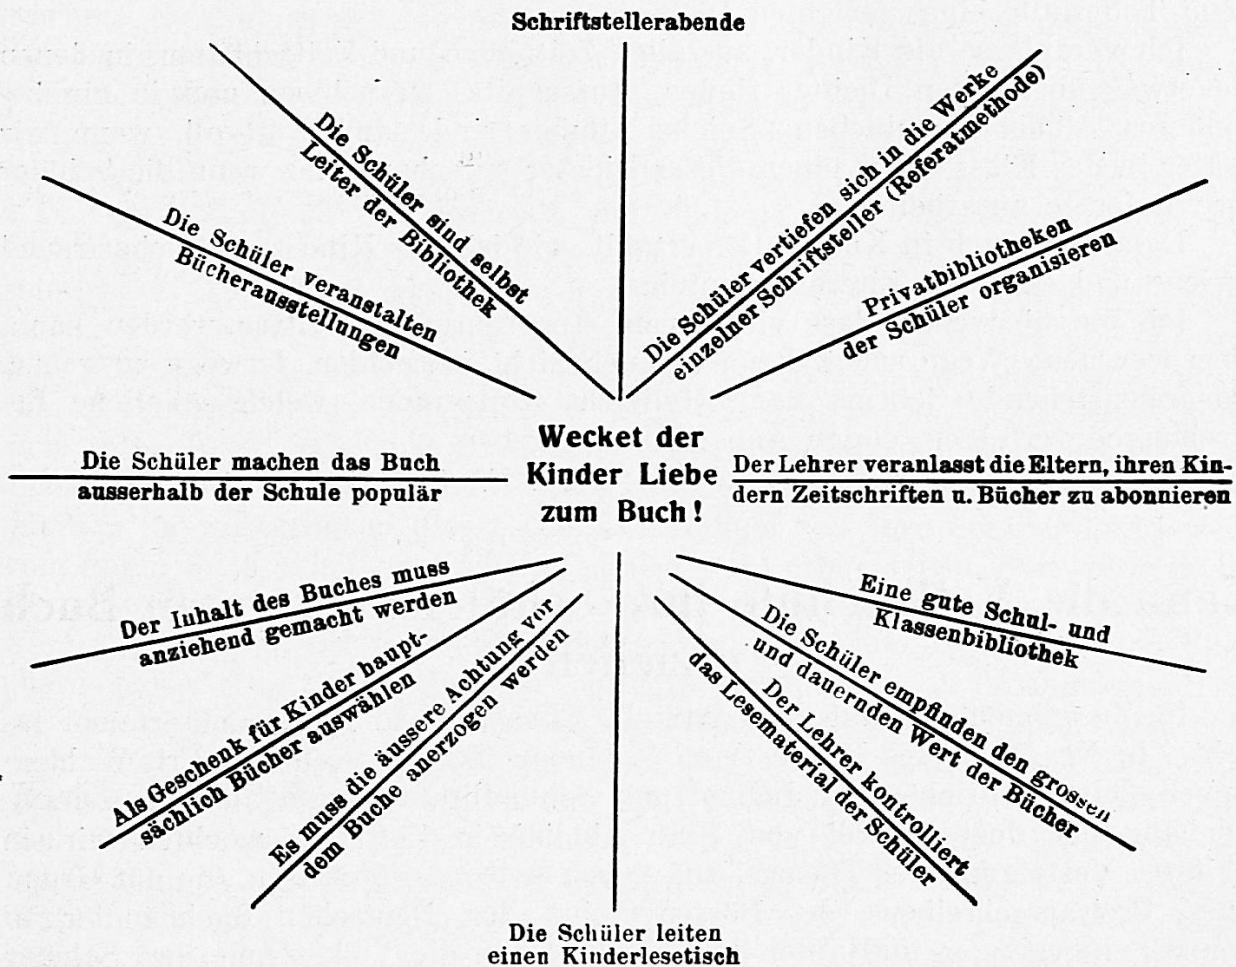 Schriftstellerabende
Die Schüler sind selbst
Leiter der Bibliothek
Die Schüler vertiefen sich in die Werke
einzelner Schriftsteller (Referatmethode)
Die Schüler veranstalten
Bücherausstellungen
Privatbibliotheken
der Schüler organisieren
Wecket der
Kinder Liebe
zum Buch!
Die Schüler machen das Buch
ausserhalb der Schule populär
Der Lehrer veranlasst die Eltern, ihren Kin-
dern Zeitschriften u. Bücher zu abonnieren
Der Inhalt des Buches muss
anziehend gemacht werden
Eine gute Schul- und
Klassenbibliothek
Als Geschenk für Kinder haupt-
sächlich Bücher auswählen
Die Schüler empfinden den grossen
und dauernden Wert der Bücher
Es muss die äussere Achtung vor
dem Buche anerzogen werden
Der Lehrer kontrolliert
das Lesematerial der Schüler
Die Schüler leiten
einen Kinderlesetisch